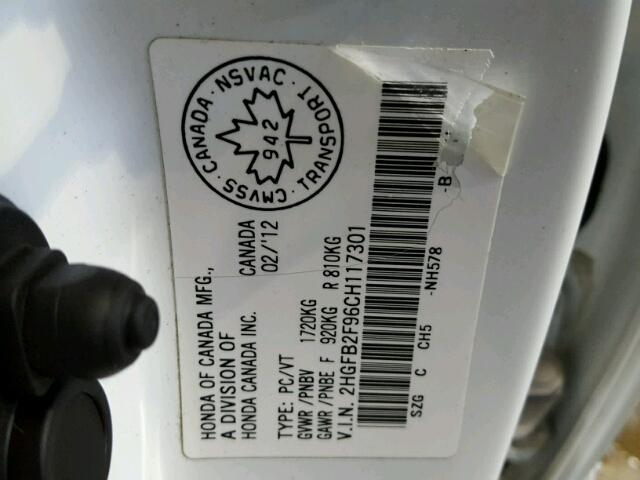 HONDA OF CANADA MFG.,
A DIVISION OF
HONDA CANADA INC.
CANADA
02/'12
TYPE: PC/VT
GVWR /PNBV 1720KG
GAWR /PNBE F 920KG R 810KG
V.I.N. 2HGFB2F96CH117301
SZG C CH5 -NH578 -B
CMVSS · CANADA · NSVAC · TRANSPORT ·
942